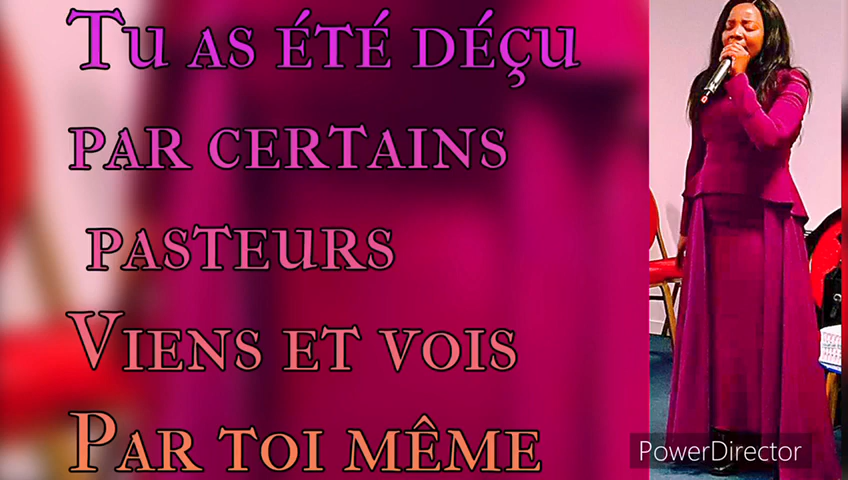 Tu as été déçu
par certains
pasteurs
Viens et vois
Par toi même
PowerDirector